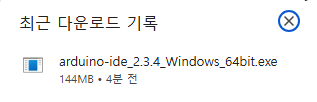 최근 다운로드 기록
arduino-ide_2.3.4_Windows_64bit.exe
144MB • 4분 전